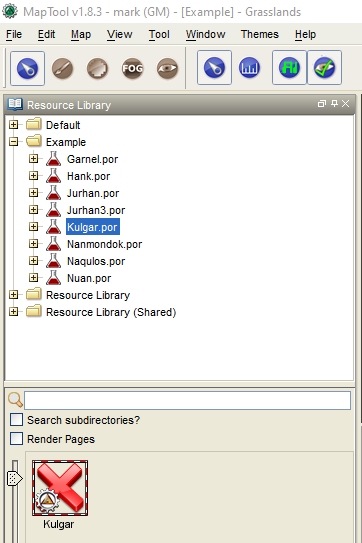 MapTool v1.8.3 - mark (GM) - [Example] - Grasslands
File Edit Map View Tool Window Themes Help
FOG
Resource Library
Default
Example
Garnel.por
Hank.por
Jurhan.por
Jurhan3.por
Kulgar.por
Nanmondok.por
Naqulos.por
Nuan.por
Resource Library
Resource Library (Shared)
Search subdirectories?
Render Pages
Kulgar